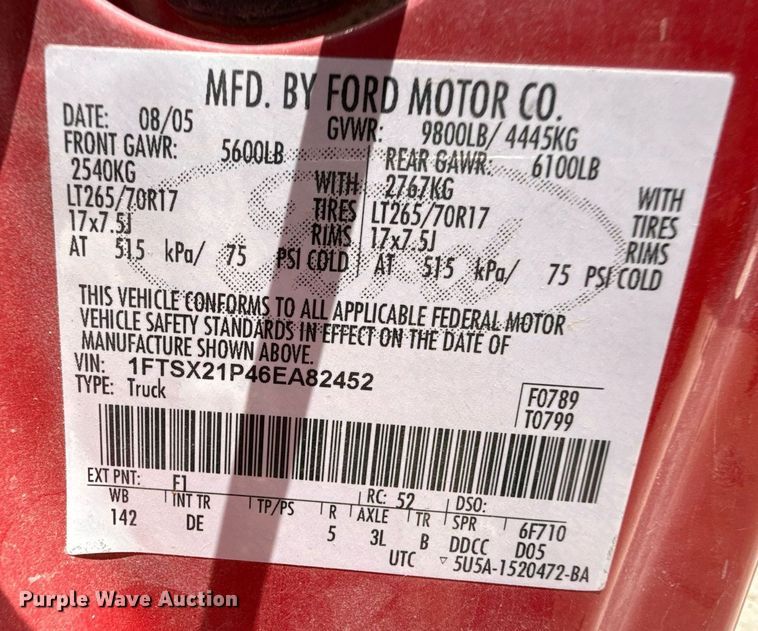 MFD. BY FORD MOTOR CO.
DATE: 08/05 GVWR: 9800LB/ 4445KG
FRONT GAWR: 5600LB REAR GAWR: 6100LB
2540KG WITH 2767KG WITH
LT265/70R17 TIRES LT265/70R17 TIRES
17x7.5J RIMS 17x7.5J RIMS
AT 515 kPa/ 75 PSI COLD AT 515 kPa/ 75 PSI COLD
Ford
THIS VEHICLE CONFORMS TO ALL APPLICABLE FEDERAL MOTOR
VEHICLE SAFETY STANDARDS IN EFFECT ON THE DATE OF
MANUFACTURE SHOWN ABOVE.
VIN: 1FTSX21P46EA82452
TYPE: Truck
F0789
T0799
EXT PNT: F1 RC: 52 DSO:
WB INT TR TP/PS R AXLE TR SPR 6F710
142 DE 5 3L B DDCC D05
UTC ▽ 5U5A-1520472-BA
Purple Wave Auction